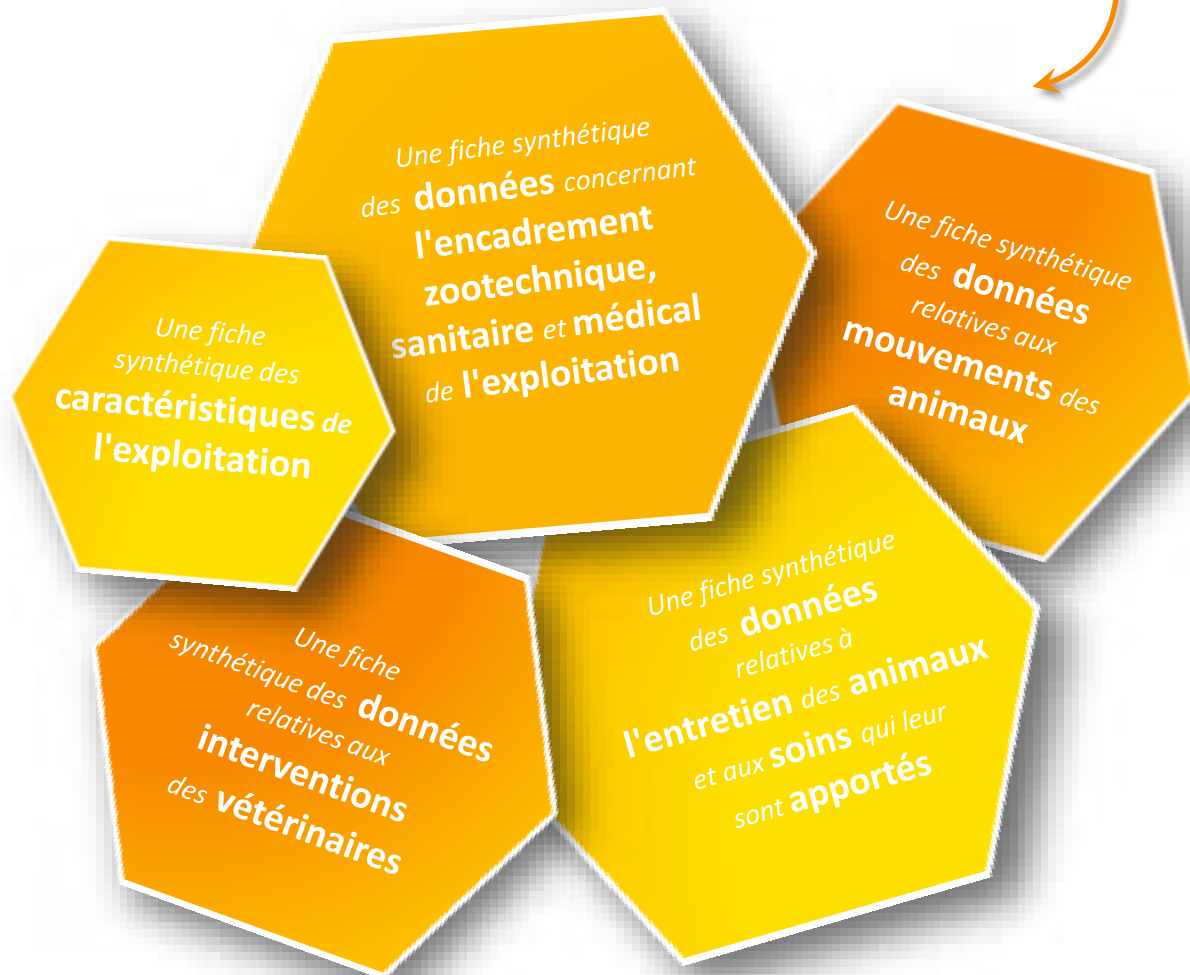 Une fiche synthétique
des données concernant
l'encadrement
zootechnique,
sanitaire et médical
de l'exploitation
Une fiche synthétique
des données
relatives aux
mouvements des
animaux
Une fiche
synthétique des
caractéristiques de
l'exploitation
Une fiche
synthétique des données
relatives aux
interventions
des vétérinaires
Une fiche synthétique
des données
relatives à
l'entretien des animaux
et aux soins qui leur
sont apportés